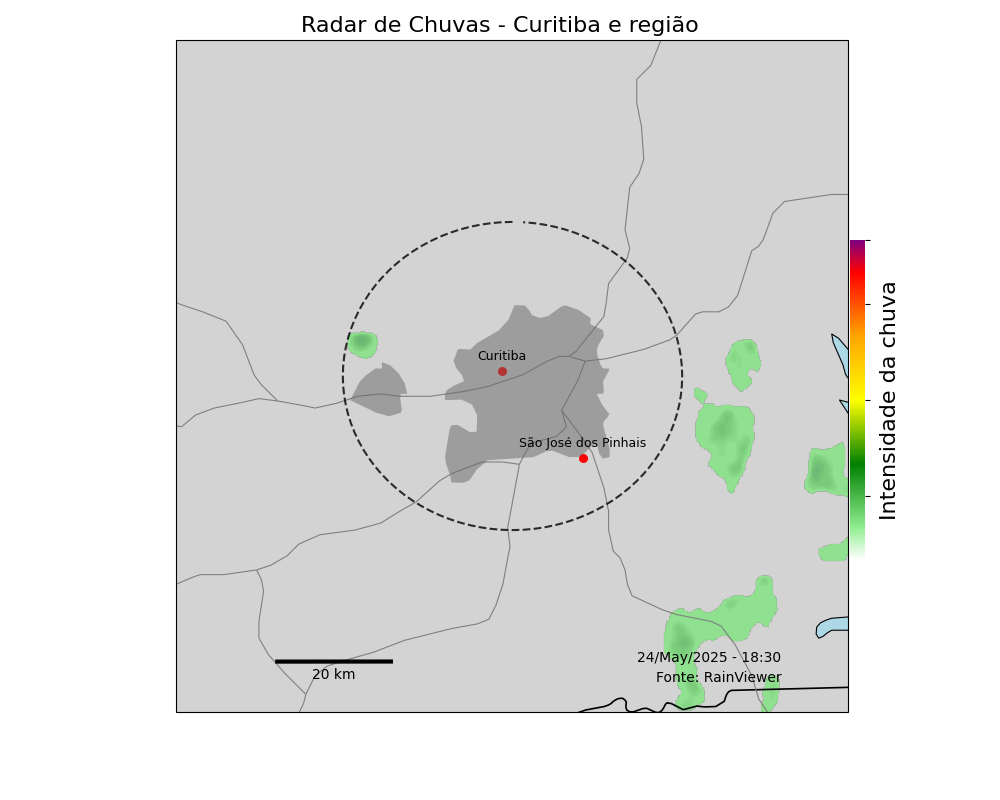 Radar de Chuvas - Curitiba e região
Curitiba
São José dos Pinhais
Intensidade da chuva
24/May/2025 - 18:30
Fonte: RainViewer
20 km